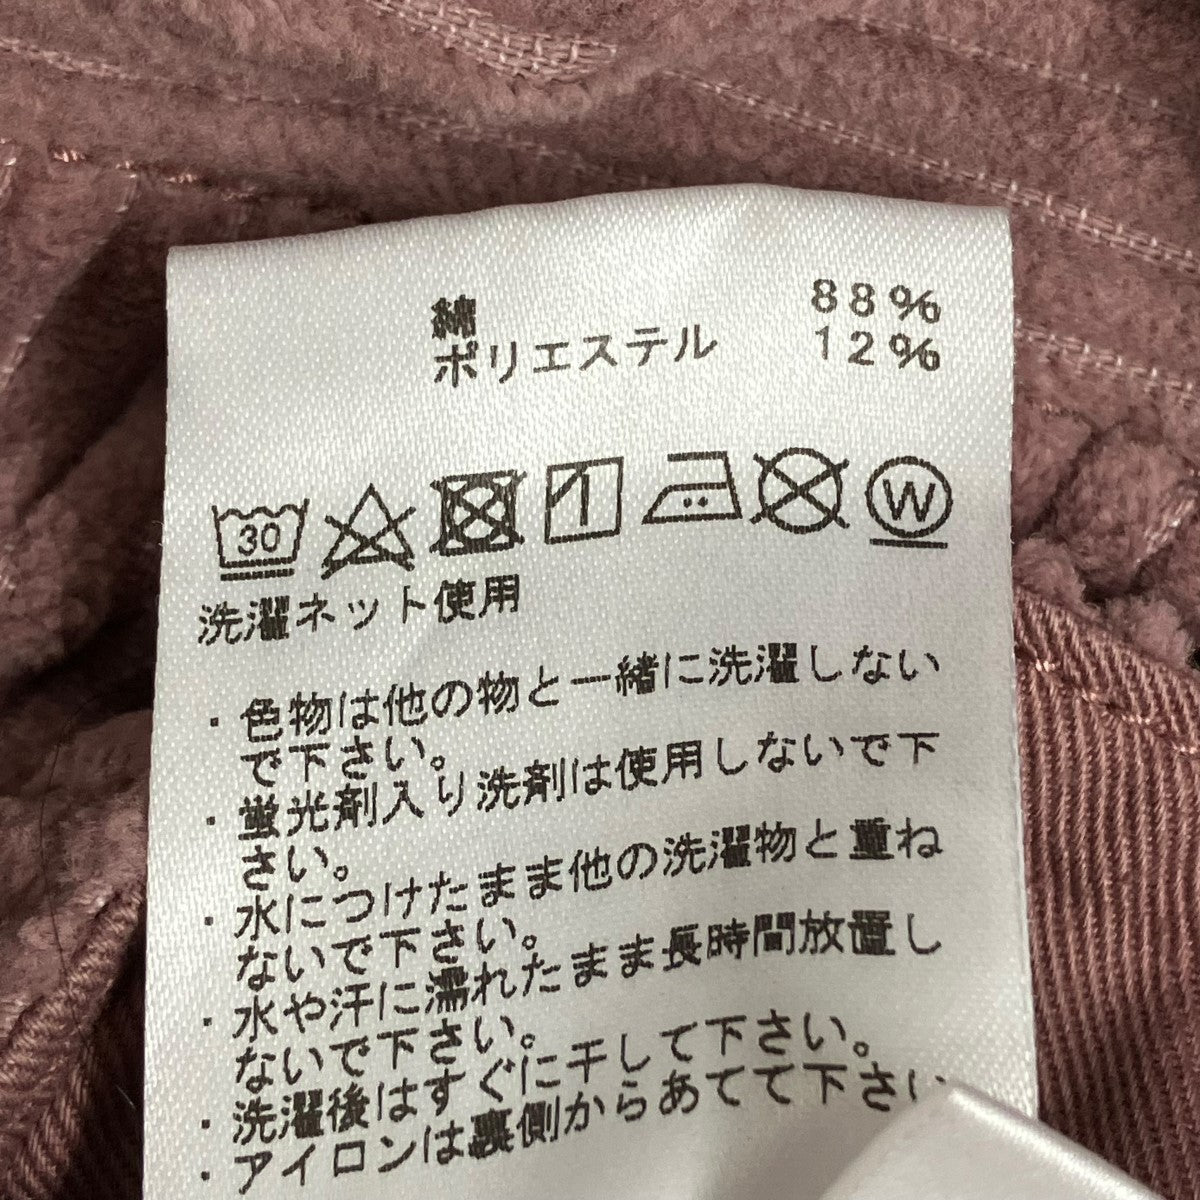 綿 88%
ポリエステル 12%
30 W
洗濯ネット使用
・色物は他の物と一緒に洗濯しない
で下さい。
・蛍光剤入り洗剤は使用しないで下
さい。
・水につけたまま他の洗濯物と重ね
ないで下さい。
・水や汗に濡れたまま長時間放置し
ないで下さい。
・洗濯後はすぐに干して下さい。
・アイロンは裏側からあてて下さい